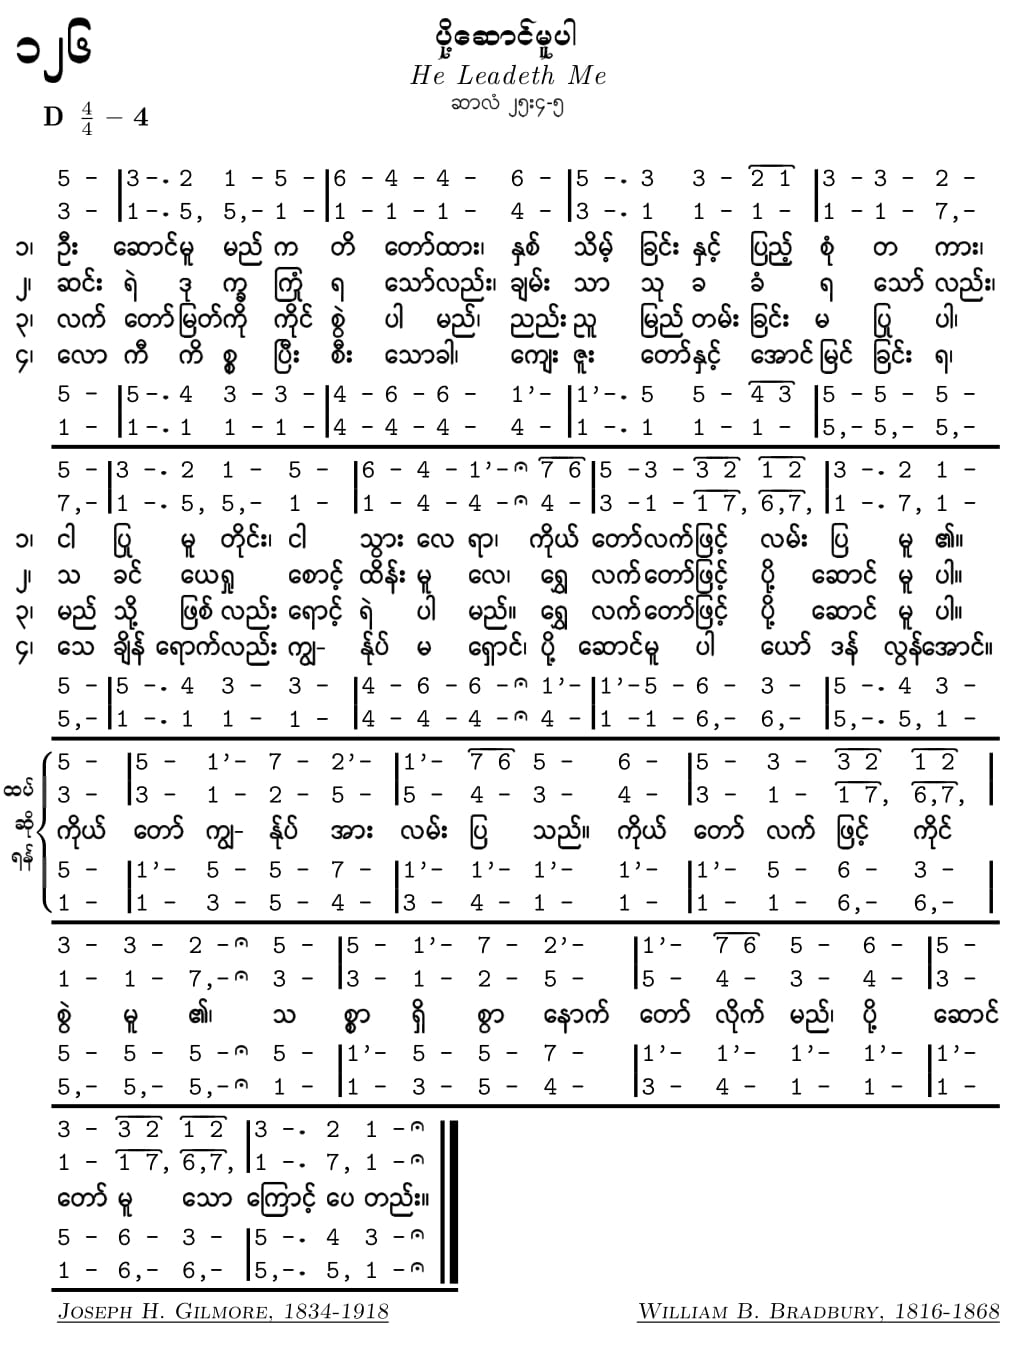 ၁၂၆
ပို့ဆောင်မူပါ
He Leadeth Me
ဆာလံ ၂၅း၄-၅
D 4/4 – 4
5 – |3 –. 2 1 – 5 – |6 – 4 – 4 – 6 – |5 –. 3 3 – 2 1 |3 – 3 – 2 –
3 – |1 –. 5, 5,– 1 – |1 – 1 – 1 – 4 – |3 –. 1 1 – 1 – |1 – 1 – 7,–
၁၊ ဦး ဆောင်မူ မည် က တိ တော်ထား၊ နှစ် သိမ့် ခြင်း နှင့် ပြည့် စုံ တ ကား၊
၂၊ ဆင်း ရဲ ဒု က္ခ ကြုံ ရ သော်လည်း၊ ချမ်း သာ သု ခ ခံ ရ သော် လည်း၊
၃၊ လက် တော်မြတ်ကို ကိုင် စွဲ ပါ မည်၊ ညည်း ညူ မြည် တမ်း ခြင်း မ ပြု ပါ၊
၄၊ လော ကီ ကိ စ္စ ပြီး စီး သောခါ၊ ကျေး ဇူး တော်နှင့် အောင် မြင် ခြင်း ရ၊
5 – |5 –. 4 3 – 3 – |4 – 6 – 6 – 1’– |1’–. 5 5 – 4 3 |5 – 5 – 5 –
1 – |1 –. 1 1 – 1 – |4 – 4 – 4 – 4 – |1 –. 1 1 – 1 – |5,– 5,– 5,–
5 – |3 –. 2 1 – 5 – |6 – 4 – 1’–𝄐 7 6 |5 –3 – 3 2 1 2 |3 –. 2 1 –
7,– |1 –. 5, 5,– 1 – |1 – 4 – 4 –𝄐 4 – |3 –1 – 1 7, 6,7, |1 –. 7, 1 –
၁၊ ငါ ပြု မူ တိုင်း၊ ငါ သွား လေ ရာ၊ ကိုယ် တော်လက်ဖြင့် လမ်း ပြ မူ ၏။
၂၊ သ ခင် ယေရှု စောင့် ထိန်း မူ လေ၊ ရွှေ လက်တော်ဖြင့် ပို့ ဆောင် မူ ပါ။
၃၊ မည် သို့ ဖြစ် လည်း ရောင့် ရဲ ပါ မည်။ ရွှေ လက်တော်ဖြင့် ပို့ ဆောင် မူ ပါ။
၄၊ သေ ချိန် ရောက်လည်း ကျွ- န်ုပ် မ ရှောင်၊ ပို့ ဆောင်မူ ပါ ယော် ဒန် လွန်အောင်။
5 – |5 –. 4 3 – 3 – |4 – 6 – 6 –𝄐 1’– |1’–5 – 6 – 3 – |5 –. 4 3 –
5,– |1 –. 1 1 – 1 – |4 – 4 – 4 –𝄐 4 – |1 –1 – 6,– 6,– |5,–. 5, 1 –
ထပ် ဆို ရန်
5 – |5 – 1’– 7 – 2’– |1’– 7 6 5 – 6 – |5 – 3 – 3 2 1 2 |
3 – |3 – 1 – 2 – 5 – |5 – 4 – 3 – 4 – |3 – 1 – 1 7, 6,7, |
ကိုယ် တော် ကျွ- န်ုပ် အား လမ်း ပြ သည်။ ကိုယ် တော် လက် ဖြင့် ကိုင်
5 – |1’– 5 – 5 – 7 – |1’– 1’– 1’– 1’– |1’– 5 – 6 – 3 – |
1 – |1 – 3 – 5 – 4 – |3 – 4 – 1 – 1 – |1 – 1 – 6,– 6,– |
3 – 3 – 2 –𝄐 5 – |5 – 1’– 7 – 2’– |1’– 7 6 5 – 6 – |5 –
1 – 1 – 7,–𝄐 3 – |3 – 1 – 2 – 5 – |5 – 4 – 3 – 4 – |3 –
စွဲ မူ ၏၊ သ စ္စာ ရှိ စွာ နောက် တော် လိုက် မည်၊ ပို့ ဆောင်
5 – 5 – 5 –𝄐 5 – |1’– 5 – 5 – 7 – |1’– 1’– 1’– 1’– |1’–
5,– 5,– 5,–𝄐 1 – |1 – 3 – 5 – 4 – |3 – 4 – 1 – 1 – |1 –
3 – 3 2 1 2 |3 –. 2 1 –𝄐
1 – 1 7, 6,7, |1 –. 7, 1 –𝄐
တော် မူ သော ကြောင့် ပေ တည်း။
5 – 6 – 3 – |5 –. 4 3 –𝄐
1 – 6,– 6,– |5,–. 5, 1 –𝄐
JOSEPH H. GILMORE, 1834-1918 WILLIAM B. BRADBURY, 1816-1868